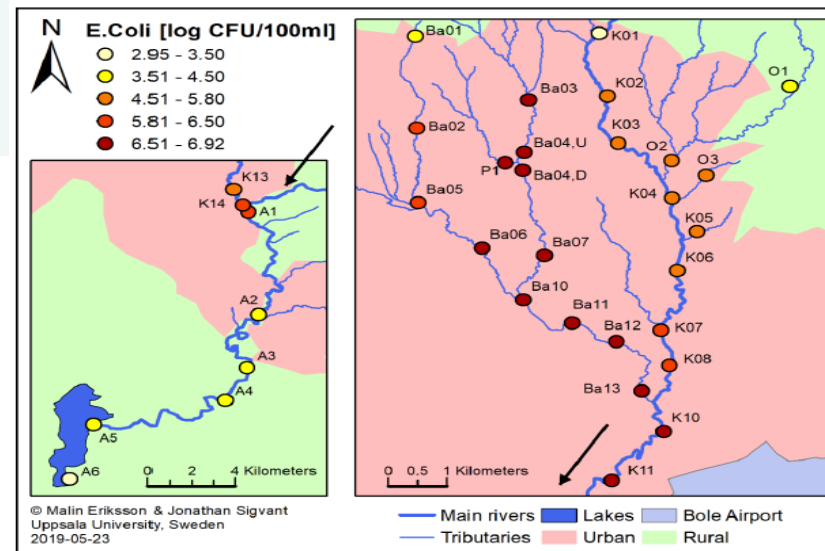 N
E.Coli [log CFU/100ml]
2.95 - 3.50
3.51 - 4.50
4.51 - 5.80
5.81 - 6.50
6.51 - 6.92
K13
K14
A1
A2
A3
A4
A5
A6
0 2 4 Kilometers
© Malin Eriksson & Jonathan Sigvant
Uppsala University, Sweden
2019-05-23
Ba01
K01
O1
Ba03
K02
Ba02
K03
Ba04,U
O2
O3
P1
Ba04,D
K04
Ba05
K05
Ba06
Ba07
K06
Ba10
Ba11
Ba12
K07
K08
Ba13
K10
K11
0 0.5 1 Kilometers
Main rivers
Lakes
Bole Airport
Tributaries
Urban
Rural